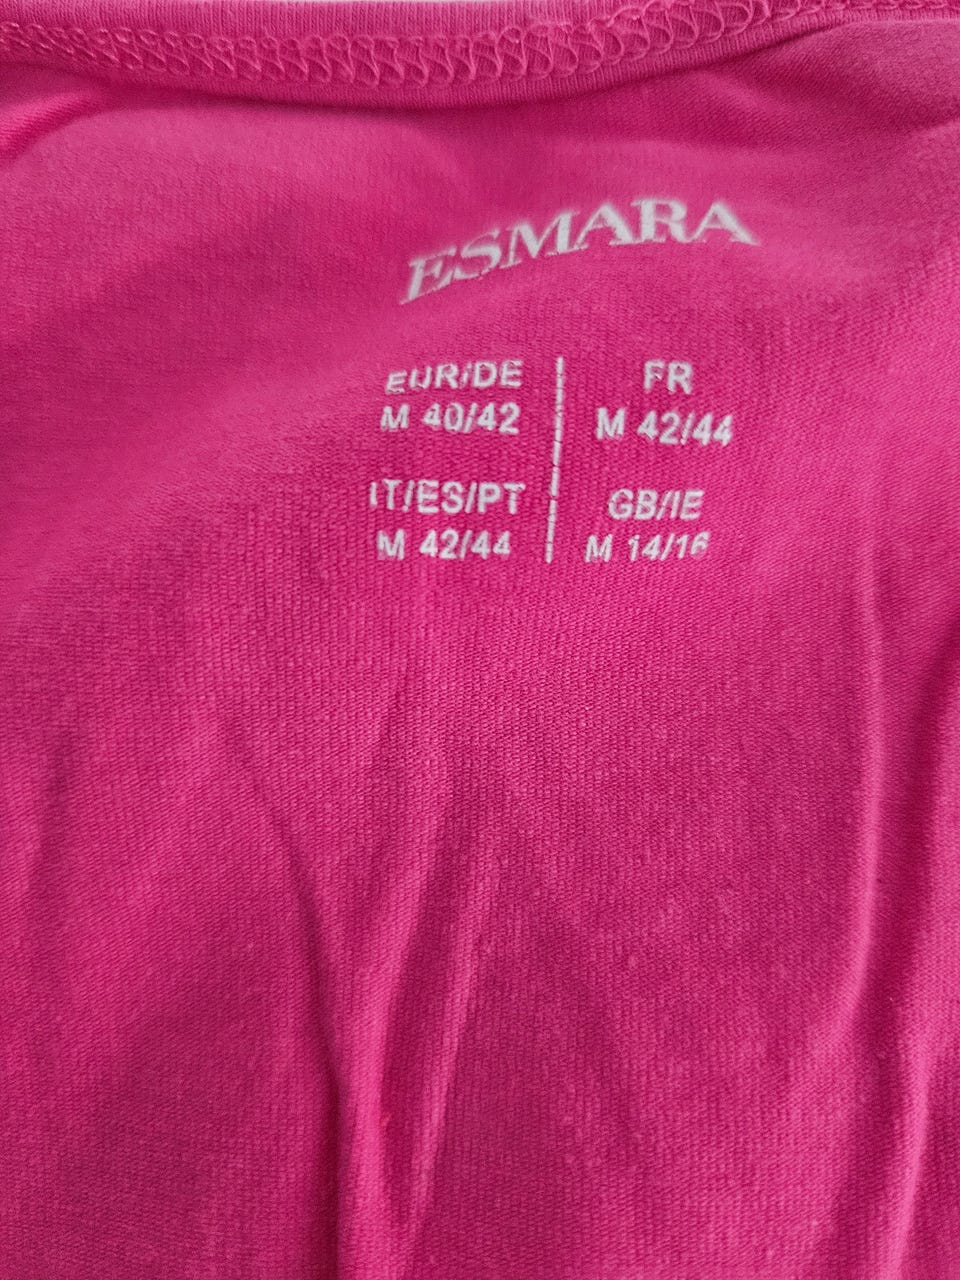 ESMARA
EUR/DE
M 40/42
FR
M 42/44
IT/ES/PT
M 42/44
GB/IE
M 14/16